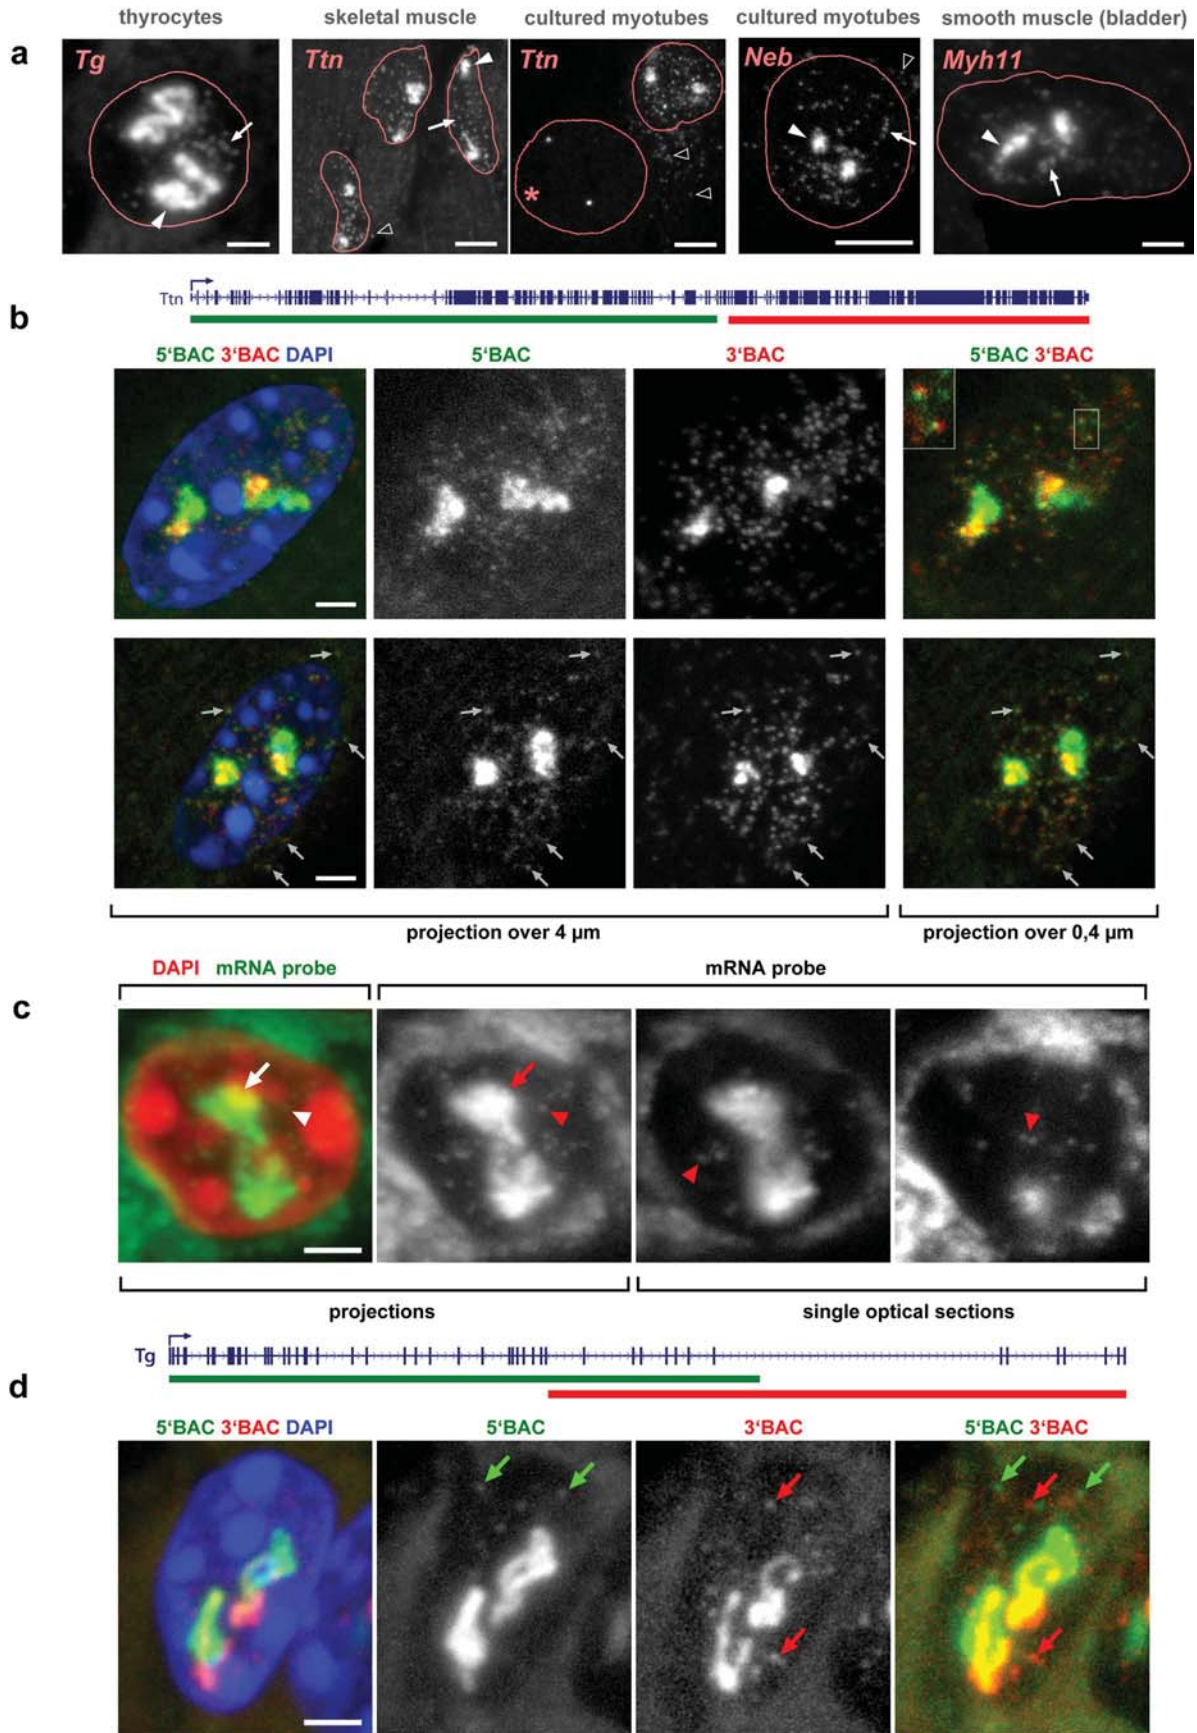 thyrocytes skeletal muscle cultured myotubes cultured myotubes smooth muscle (bladder)
a
Tg Ttn Ttn Neb Myh11
*
Ttn
b
5‘BAC 3‘BAC DAPI 5‘BAC 3‘BAC 5‘BAC 3‘BAC
projection over 4 µm projection over 0,4 µm
DAPI mRNA probe mRNA probe
c
projections single optical sections
Tg
d
5‘BAC 3‘BAC DAPI 5‘BAC 3‘BAC 5‘BAC 3‘BAC